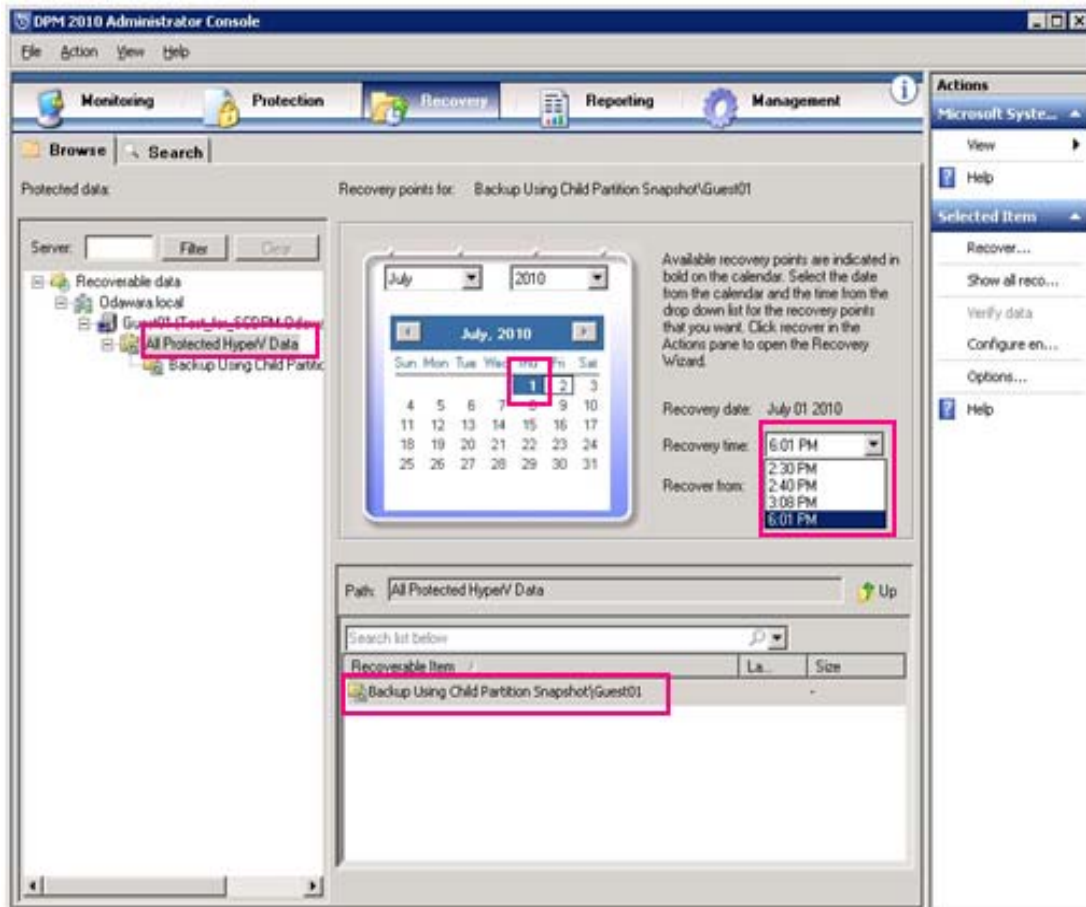 DPM 2010 Administrator Console
File Action View Help
Monitoring Protection Recovery Reporting Management
Browse Search
Protected data:
Server: Filter Clear
Recoverable data
Odawara.local
Guest01 (Test_for_SCDPM.Odawa
All Protected HyperV Data
Backup Using Child Partitic
Recovery points for: Backup Using Child Partition Snapshot\Guest01
July 2010
July, 2010
Sun Mon Tue Wed Thu Fri Sat
1 2 3
4 5 6 7 8 9 10
11 12 13 14 15 16 17
18 19 20 21 22 23 24
25 26 27 28 29 30 31
Available recovery points are indicated in
bold on the calendar. Select the date
from the calendar and the time from the
drop down list for the recovery points
that you want. Click recover in the
Actions pane to open the Recovery
Wizard.
Recovery date: July 01 2010
Recovery time: 6:01 PM
2:30 PM
2:40 PM
3:08 PM
6:01 PM
Recover from:
Path: All Protected HyperV Data Up
Search list below
Recoverable Item / La... Size
Backup Using Child Partition Snapshot\Guest01 -
Actions
Microsoft Syste...
View
Help
Selected Item
Recover...
Show all reco...
Verify data
Configure en...
Options...
Help